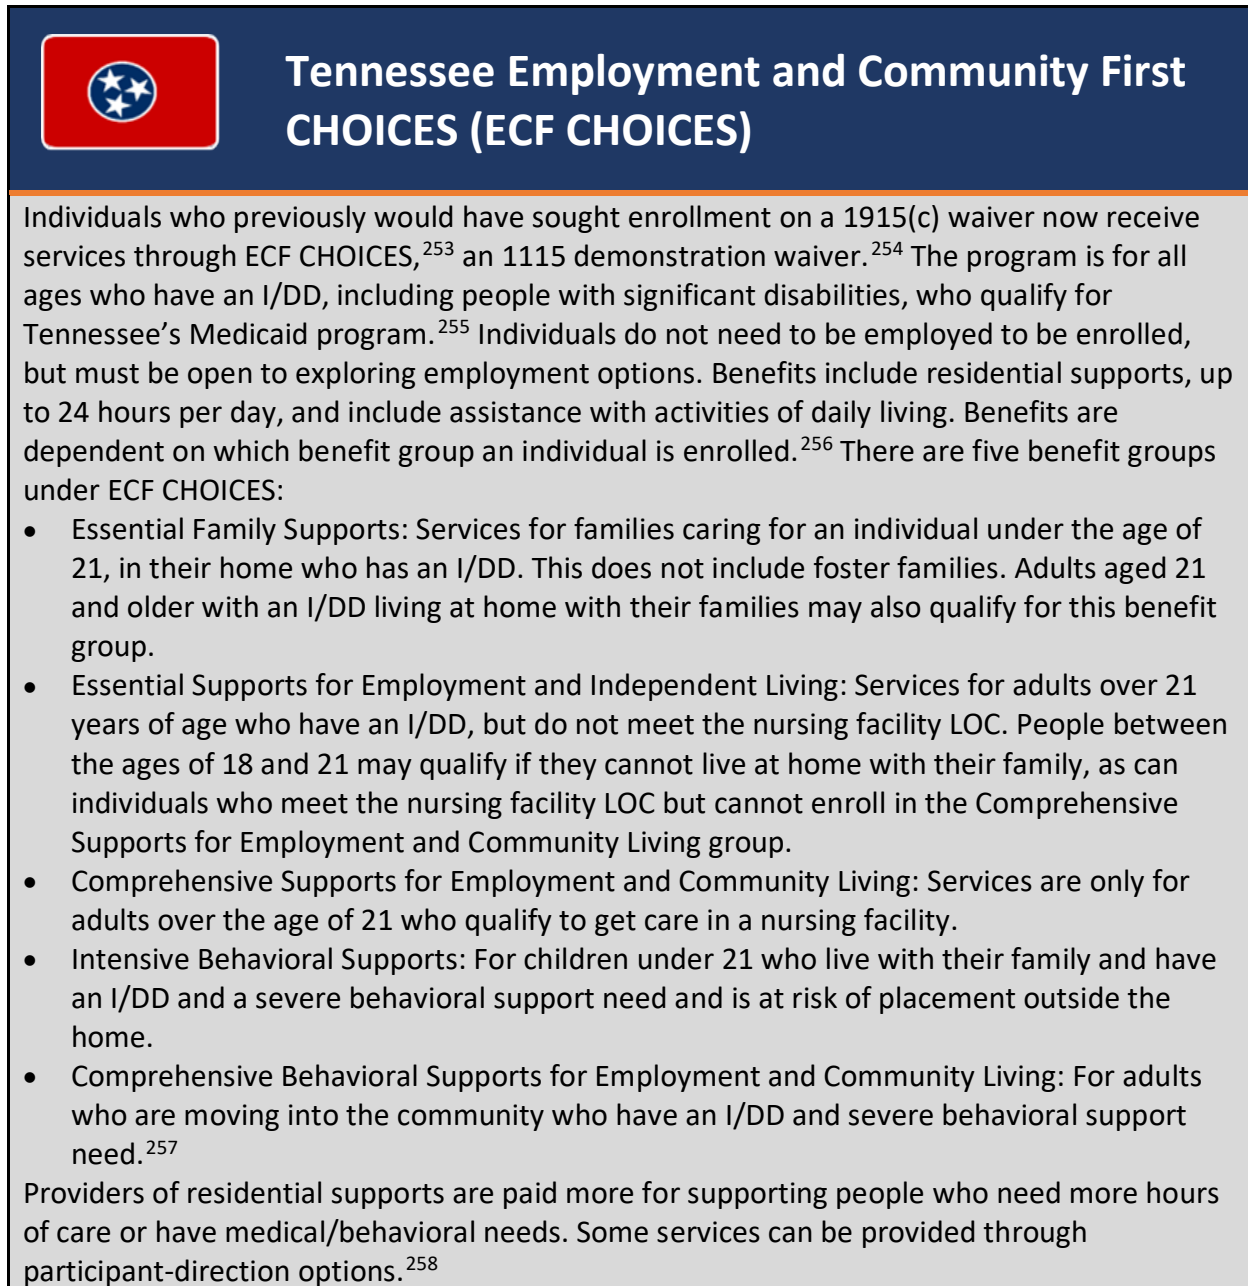 Tennessee Employment and Community First
CHOICES (ECF CHOICES)
Individuals who previously would have sought enrollment on a 1915(c) waiver now receive
services through ECF CHOICES,253 an 1115 demonstration waiver.254 The program is for all
ages who have an I/DD, including people with significant disabilities, who qualify for
Tennessee’s Medicaid program.255 Individuals do not need to be employed to be enrolled,
but must be open to exploring employment options. Benefits include residential supports, up
to 24 hours per day, and include assistance with activities of daily living. Benefits are
dependent on which benefit group an individual is enrolled.256 There are five benefit groups
under ECF CHOICES:
• Essential Family Supports: Services for families caring for an individual under the age of
21, in their home who has an I/DD. This does not include foster families. Adults aged 21
and older with an I/DD living at home with their families may also qualify for this benefit
group.
• Essential Supports for Employment and Independent Living: Services for adults over 21
years of age who have an I/DD, but do not meet the nursing facility LOC. People between
the ages of 18 and 21 may qualify if they cannot live at home with their family, as can
individuals who meet the nursing facility LOC but cannot enroll in the Comprehensive
Supports for Employment and Community Living group.
• Comprehensive Supports for Employment and Community Living: Services are only for
adults over the age of 21 who qualify to get care in a nursing facility.
• Intensive Behavioral Supports: For children under 21 who live with their family and have
an I/DD and a severe behavioral support need and is at risk of placement outside the
home.
• Comprehensive Behavioral Supports for Employment and Community Living: For adults
who are moving into the community who have an I/DD and severe behavioral support
need.257
Providers of residential supports are paid more for supporting people who need more hours
of care or have medical/behavioral needs. Some services can be provided through
participant-direction options.258